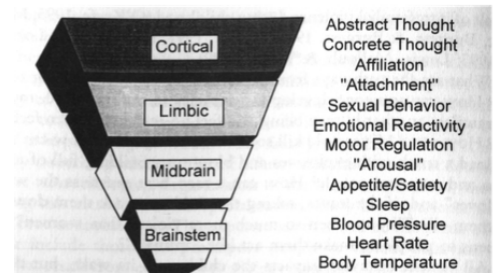 Cortical
Limbic
Midbrain
Brainstem
Abstract Thought
Concrete Thought
Affiliation
"Attachment"
Sexual Behavior
Emotional Reactivity
Motor Regulation
"Arousal"
Appetite/Satiety
Sleep
Blood Pressure
Heart Rate
Body Temperature